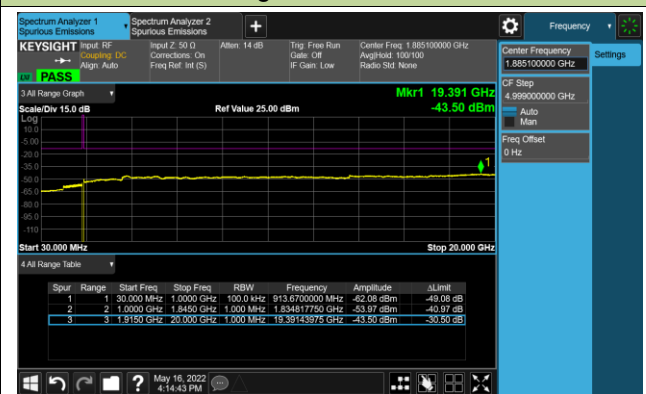 Spectrum Analyzer 1
Spurious Emissions
Spectrum Analyzer 2
Spurious Emissions
+
Frequency
KEYSIGHT
Input: RF
Coupling: DC
Align: Auto
Input Z: 50 Ω
Corrections: On
Freq Ref: Int (S)
Atten: 14 dB
Trig: Free Run
Gate: Off
IF Gain: Low
Center Freq: 1.885100000 GHz
Avg|Hold: 100/100
Radio Std: None
PASS
Center Frequency
1.885100000 GHz
Settings
CF Step
4.999000000 GHz
Auto
Man
Freq Offset
0 Hz
3 All Range Graph
Mkr1 19.391 GHz
Scale/Div 15.0 dB
Ref Value 25.00 dBm
-43.50 dBm
Log
10.0
-5.00
-20.0
-35.0
-50.0
-65.0
-80.0
-95.0
-110
1
Start 30.000 MHz
Stop 20.000 GHz
4 All Range Table
Spur Range Start Freq Stop Freq RBW Frequency Amplitude ΔLimit
1 1 30.000 MHz 1.0000 GHz 100.0 kHz 913.6700000 MHz -62.08 dBm -49.08 dB
2 2 1.0000 GHz 1.8450 GHz 1.000 MHz 1.834817750 GHz -53.97 dBm -40.97 dB
3 3 1.9150 GHz 20.000 GHz 1.000 MHz 19.39143975 GHz -43.50 dBm -30.50 dB
?
May 16, 2022
4:14:43 PM